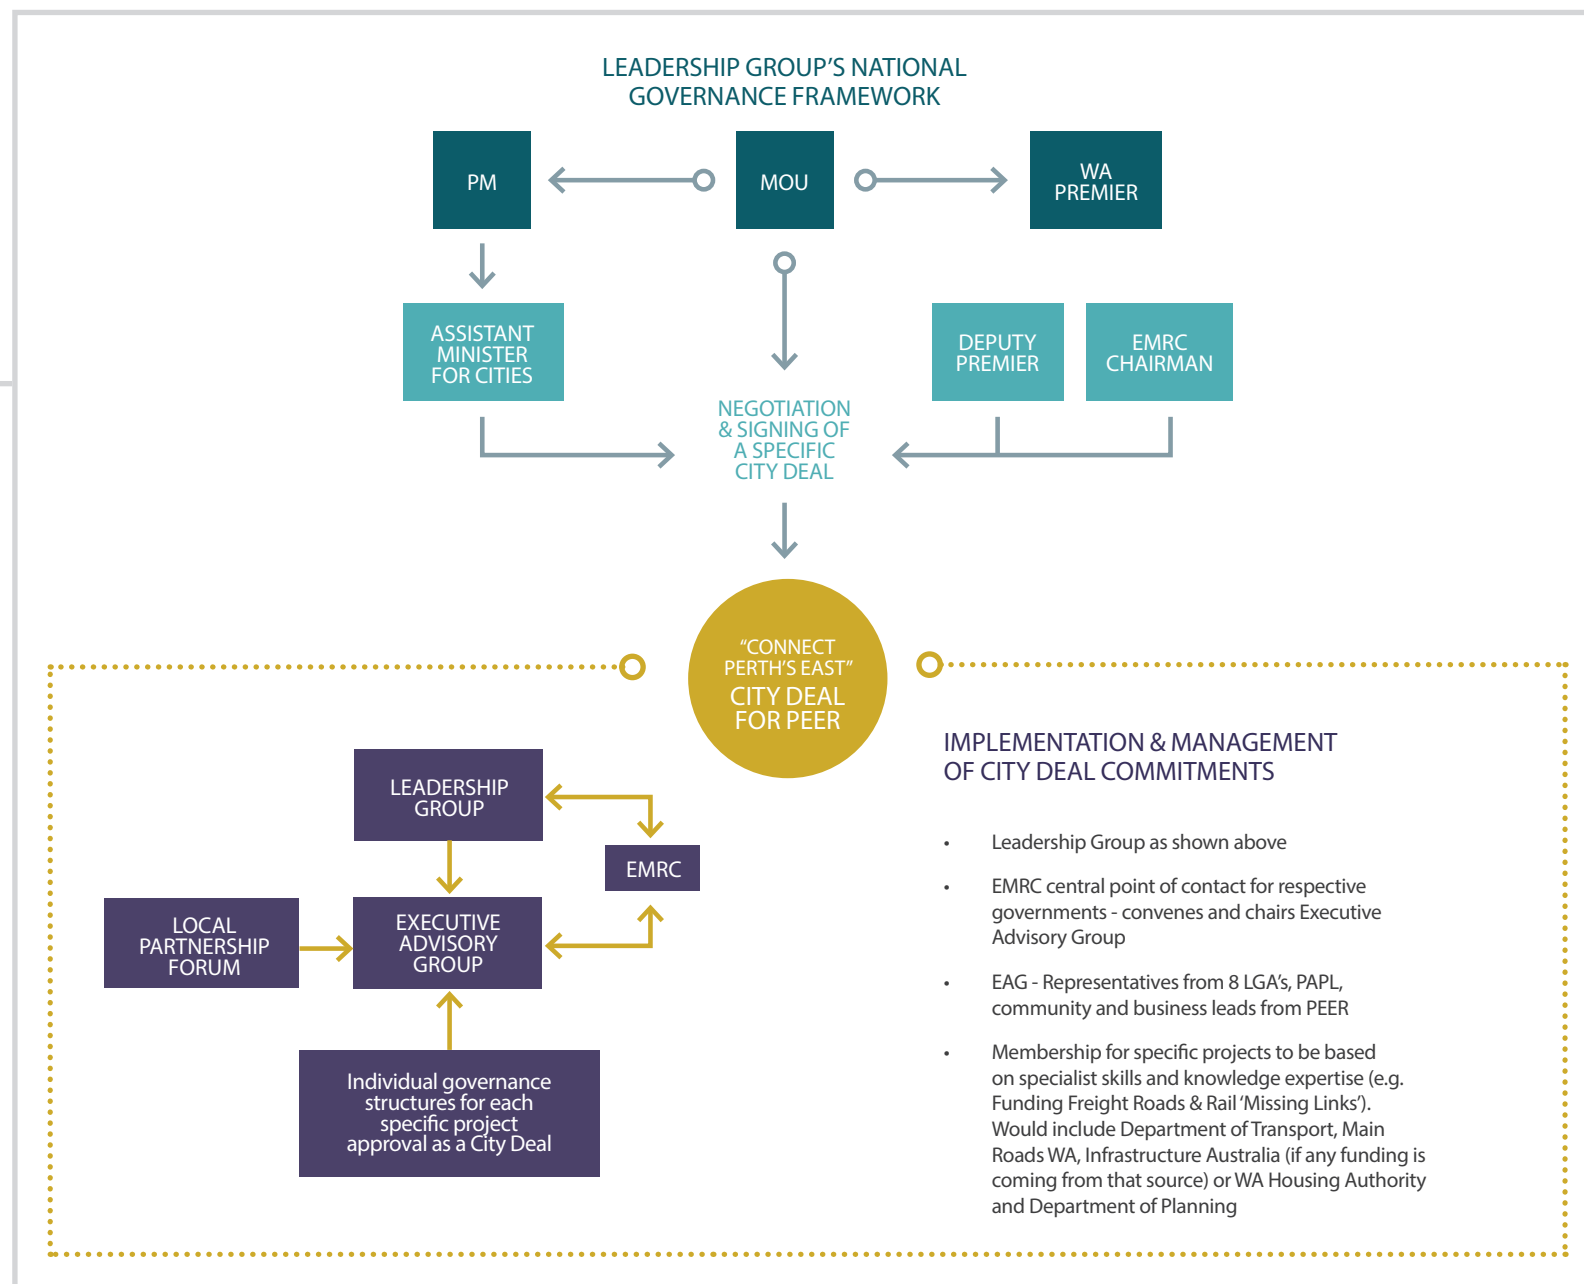 LEADERSHIP GROUP’S NATIONAL
GOVERNANCE FRAMEWORK
PM
MOU
WA
PREMIER
ASSISTANT
MINISTER
FOR CITIES
DEPUTY
PREMIER
EMRC
CHAIRMAN
NEGOTIATION
& SIGNING OF
A SPECIFIC
CITY DEAL
“CONNECT
PERTH’S EAST”
CITY DEAL
FOR PEER
LEADERSHIP
GROUP
EMRC
LOCAL
PARTNERSHIP
FORUM
EXECUTIVE
ADVISORY
GROUP
Individual governance
structures for each
specific project
approval as a City Deal
IMPLEMENTATION & MANAGEMENT
OF CITY DEAL COMMITMENTS
• Leadership Group as shown above
• EMRC central point of contact for respective
governments - convenes and chairs Executive
Advisory Group
• EAG - Representatives from 8 LGA’s, PAPL,
community and business leads from PEER
• Membership for specific projects to be based
on specialist skills and knowledge expertise (e.g.
Funding Freight Roads & Rail ‘Missing Links’).
Would include Department of Transport, Main
Roads WA, Infrastructure Australia (if any funding is
coming from that source) or WA Housing Authority
and Department of Planning